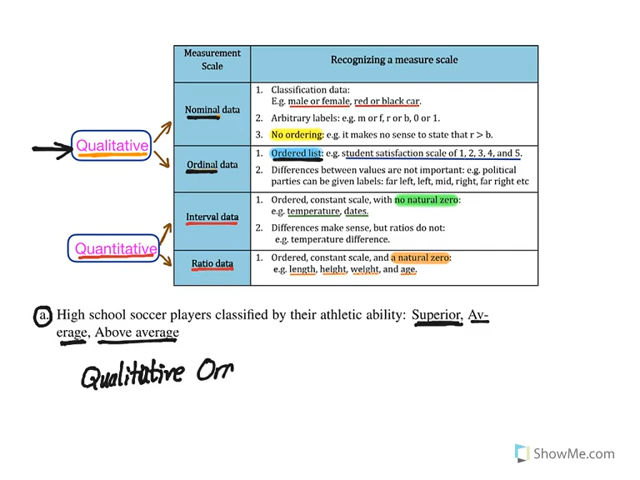 Measurement Scale
Recognizing a measure scale
Nominal data
1. Classification data:
E.g. male or female, red or black car.
2. Arbitrary labels: e.g. m or f, r or b, 0 or 1.
3. No ordering: e.g. it makes no sense to state that r > b.
Qualitative
Ordinal data
1. Ordered list: e.g. student satisfaction scale of 1, 2, 3, 4, and 5.
2. Differences between values are not important: e.g. political
parties can be given labels: far left, left, mid, right, far right etc
Quantitative
Interval data
1. Ordered, constant scale, with no natural zero:
e.g. temperature, dates.
2. Differences make sense, but ratios do not:
e.g. temperature difference.
Ratio data
1. Ordered, constant scale, and a natural zero:
e.g. length, height, weight, and age.
a. High school soccer players classified by their athletic ability: Superior, Av-
erage, Above average
Qualitative Orr
ShowMe.com